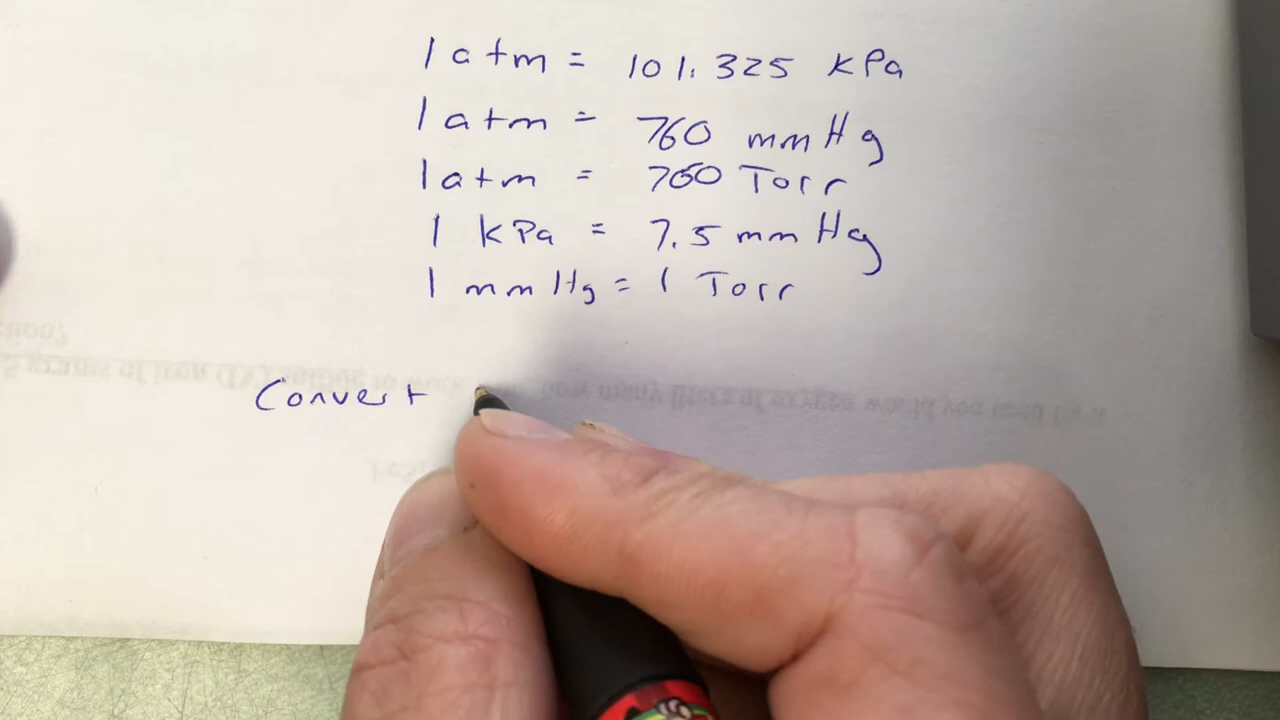 1 atm = 101.325 kPa
1 atm = 760 mmHg
1 atm = 760 Torr
1 kPa = 7.5 mmHg
1 mmHg = 1 Torr
Convert